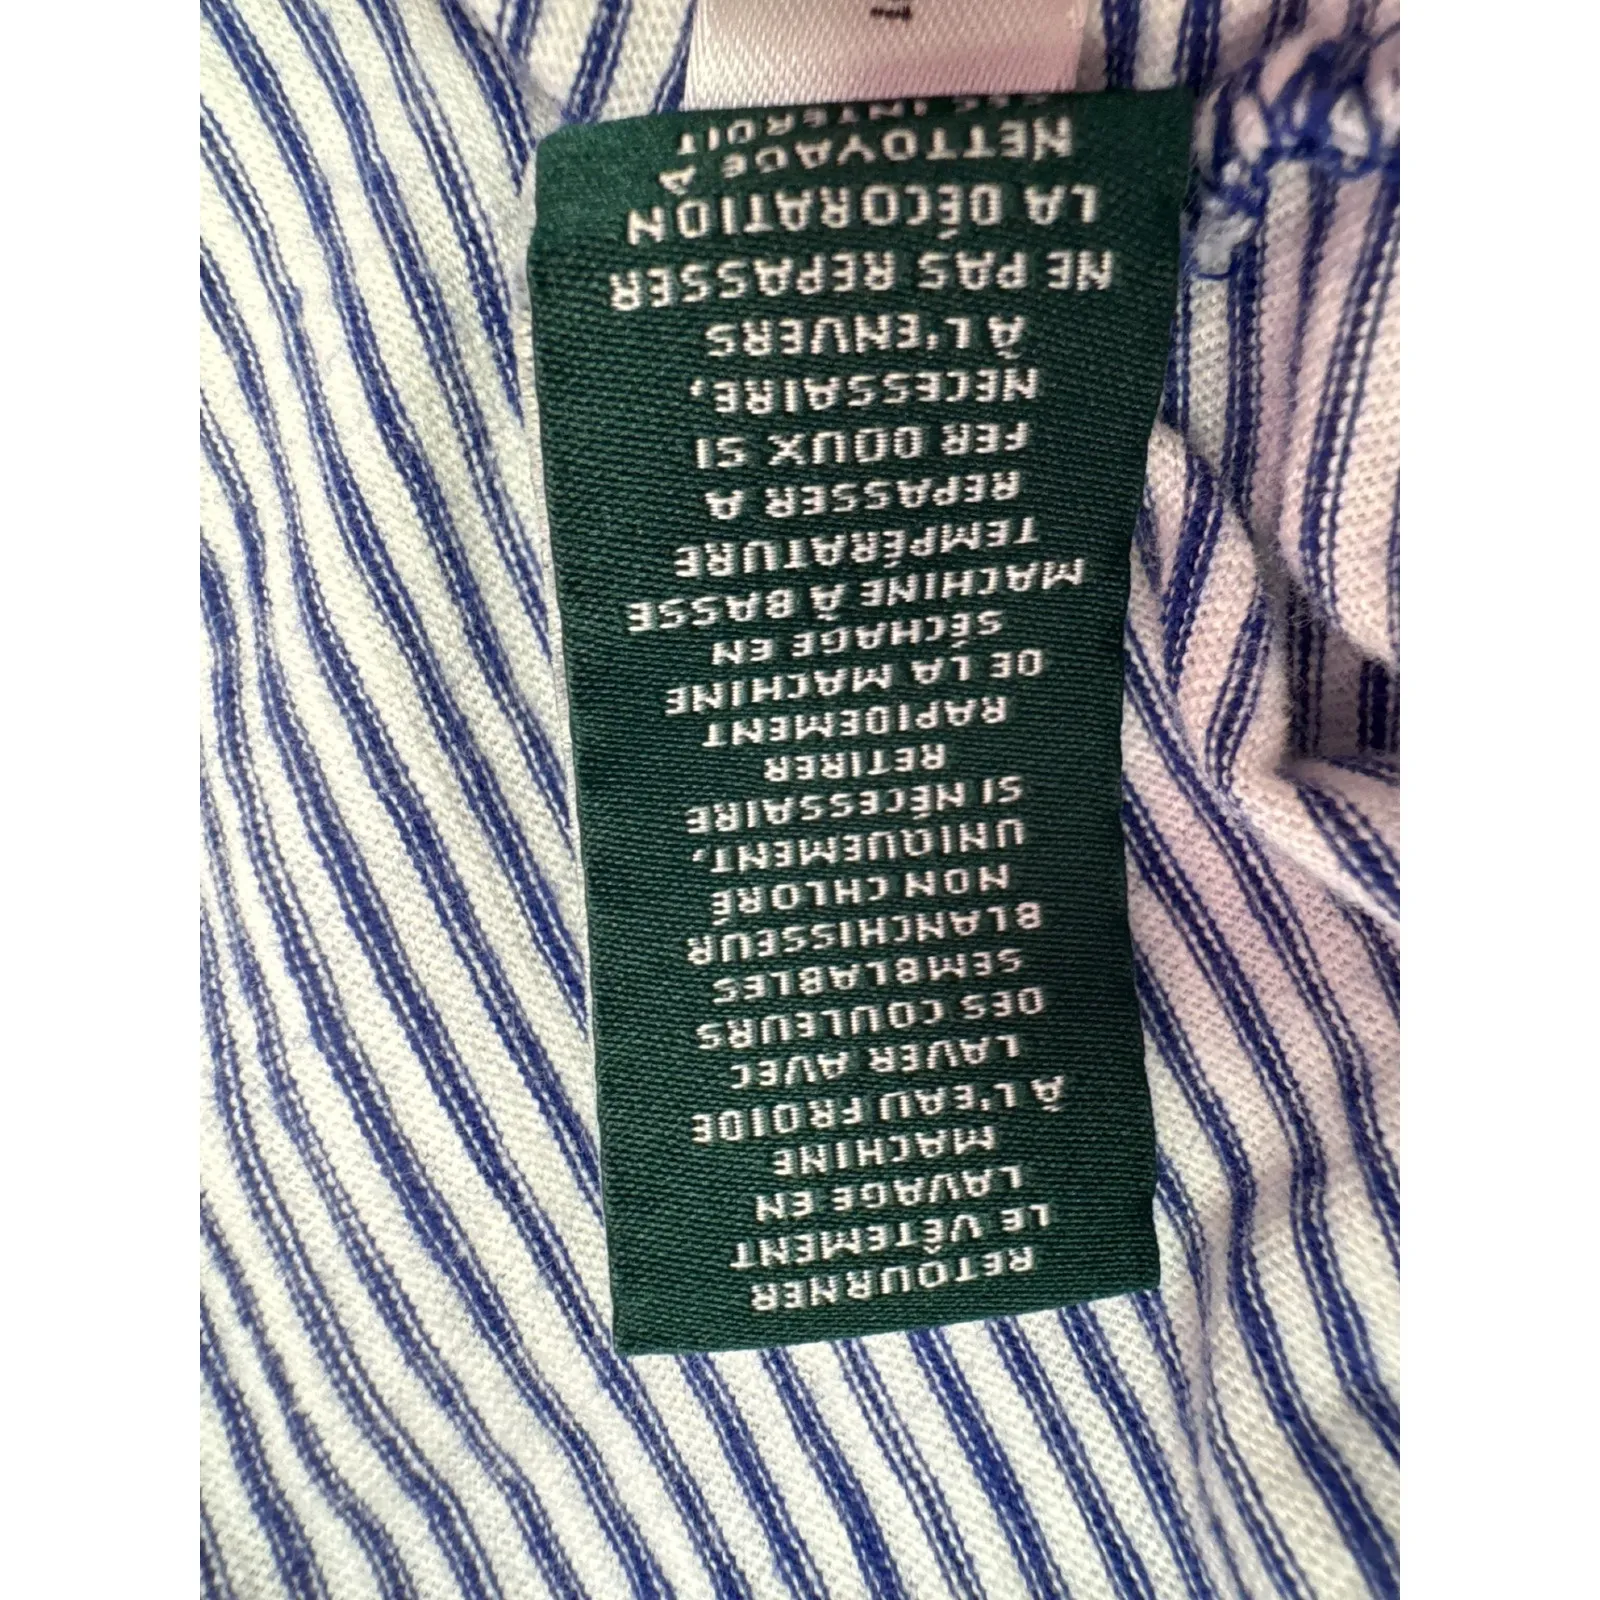 RETOURNER
LE VÊTEMENT
LAVAGE EN
MACHINE
À L'EAU FROIDE
LAVER AVEC
DES COULEURS
SEMBLABLES
BLANCHISSEUR
NON CHLORÉ
UNIQUEMENT,
SI NÉCESSAIRE
RETIRER
RAPIDEMENT
DE LA MACHINE
SÉCHAGE EN
MACHINE À BASSE
TEMPÉRATURE
REPASSER A
FER DOUX SI
NECESSAIRE,
À L'ENVERS
NE PAS REPASSER
LA DÉCORATION
NETTOYAGE A
INTERDIT